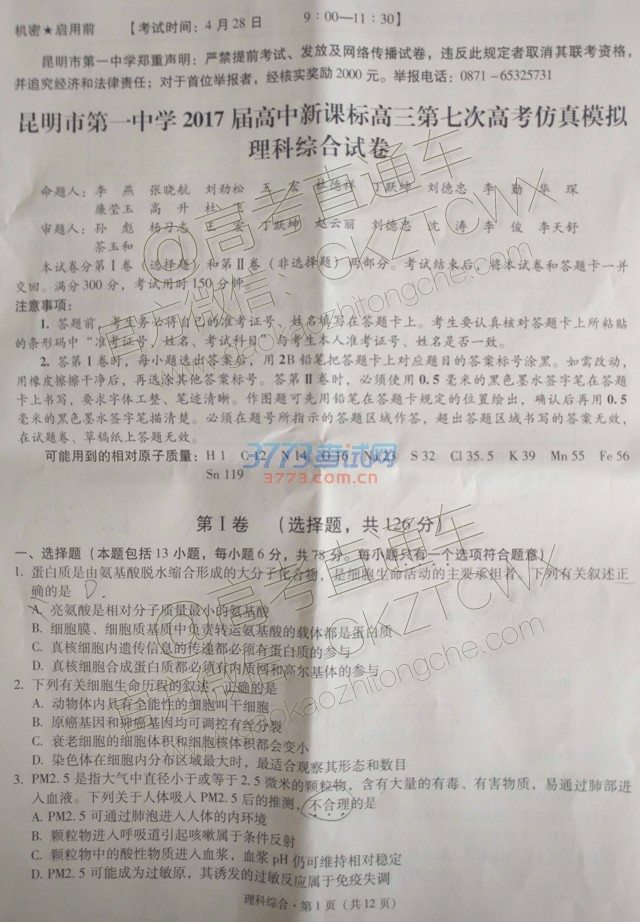 机密★启用前 【考试时间：4月28日 9：00—11：30】
昆明市第一中学郑重声明：严禁提前考试、发放及网络传播试卷，违反此规定者取消其联考资格，
并追究经济和法律责任；对于首位举报者，经核实奖励2000元。举报电话：0871-65325731
昆明市第一中学2017届高中新课标高三第七次高考仿真模拟
理科综合试卷
命题人：李 燕 张晓航 刘劲松 王 宏 杜德祥 丁跃坤 刘德忠 李 勤 华 琛
廉莹玉 高 升 杜 飞
审题人：孙 彪 杨习志 王 宏 丁跃坤 赵云丽 刘德忠 沈 涛 李 俊 李天舒
荅玉和
本试卷分第Ⅰ卷（选择题）和第Ⅱ卷（非选择题）两部分。考试结束后，将本试卷和答题卡一并
交回。满分300分，考试用时150分钟。
注意事项：
1. 答题前，考生务必将自己的准考证号、姓名填写在答题卡上。考生要认真核对答题卡上所粘贴
的条形码中“准考证号、姓名、考试科目”与考生本人准考证号、姓名是否一致。
2. 答第Ⅰ卷时，每小题选出答案后，用2B铅笔把答题卡上对应题目的答案标号涂黑。如需改动，
用橡皮擦擦干净后，再选涂其他答案标号。答第Ⅱ卷时，必须使用0.5毫米的黑色墨水签字笔在答题
卡上书写，要求字体工整、笔迹清晰。作图题可先用铅笔在答题卡规定的位置绘出，确认后再用0.5
毫米的黑色墨水签字笔描清楚。必须在题号所指示的答题区域作答，超出答题区域书写的答案无效，
在试题卷、草稿纸上答题无效。
可能用到的相对原子质量：H 1 C 12 N 14 O 16 Na 23 S 32 Cl 35.5 K 39 Mn 55 Fe 56
Sn 119
第Ⅰ卷 （选择题，共126分）
一、选择题（本题包括13小题，每小题6分，共78分。每小题只有一个选项符合题意）
1. 蛋白质是由氨基酸脱水缩合形成的大分子化合物，是细胞生命活动的主要承担者。下列有关叙述正
确的是 D.
A. 亮氨酸是相对分子质量最小的氨基酸
B. 细胞膜、细胞质基质中负责转运氨基酸的载体都是蛋白质
C. 真核细胞内遗传信息的传递都必须有蛋白质的参与
D. 真核细胞合成蛋白质都必须有内质网和高尔基体的参与
2. 下列有关细胞生命历程的叙述，正确的是
A. 动物体内具有全能性的细胞叫干细胞
B. 原癌基因和抑癌基因均可调控有丝分裂
C. 衰老细胞的细胞体积和细胞核体积都会变小
D. 染色体在细胞内分布区域最大时，最适合观察其形态和数目
3. PM2.5是指大气中直径小于或等于2.5微米的颗粒物，含有大量的有毒、有害物质，易通过肺部进
入血液。下列关于人体吸入PM2.5后的推测，不合理的是
A. PM2.5可通过肺泡进入人体的内环境
B. 颗粒物进入呼吸道引起咳嗽属于条件反射
C. 颗粒物中的酸性物质进入血浆，血浆pH仍可维持相对稳定
D. PM2.5可能成为过敏原，其诱发的过敏反应属于免疫失调
理科综合·第1页（共12页）
@高考直通车
官方微信：GKZTCWX
gaokaozhitongche.com
3773考试网
3773.com.cn
@高考直通车
GKZTCWX
gaokaozhitongche.com